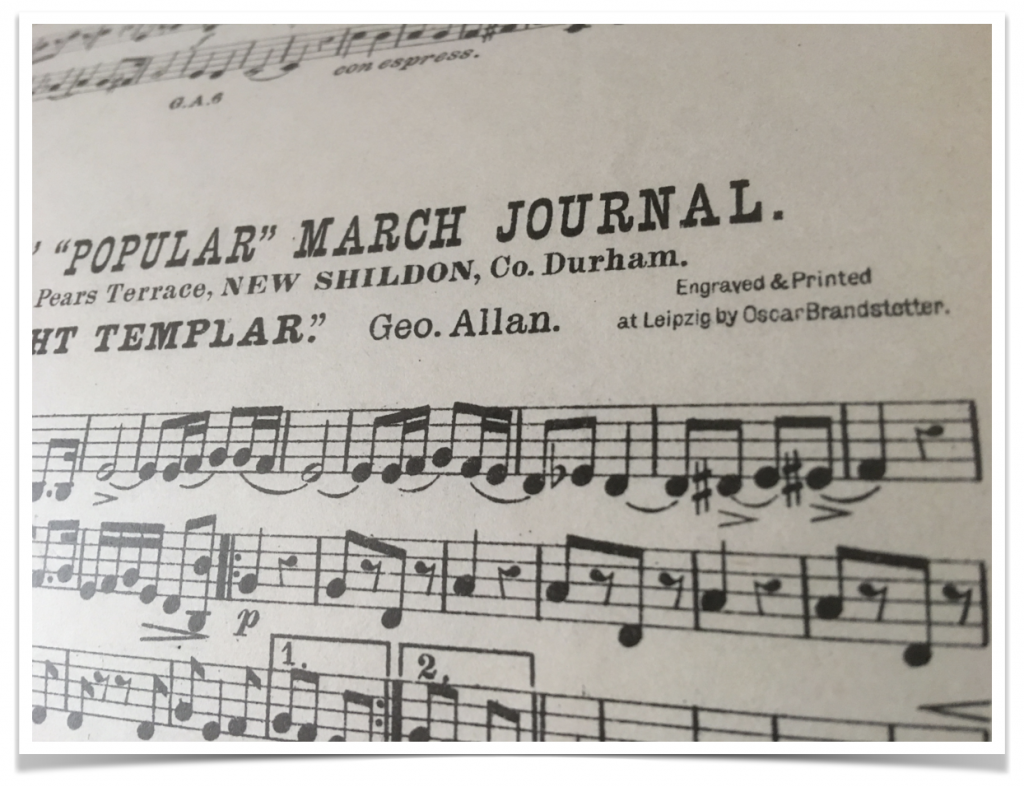 con espress.
G.A.6
“POPULAR” MARCH JOURNAL.
Pears Terrace, NEW SHILDON, Co. Durham.
Engraved & Printed
HT TEMPLAR.” Geo. Allan.
at Leipzig by Oscar Brandstetter.
p
1. 2.